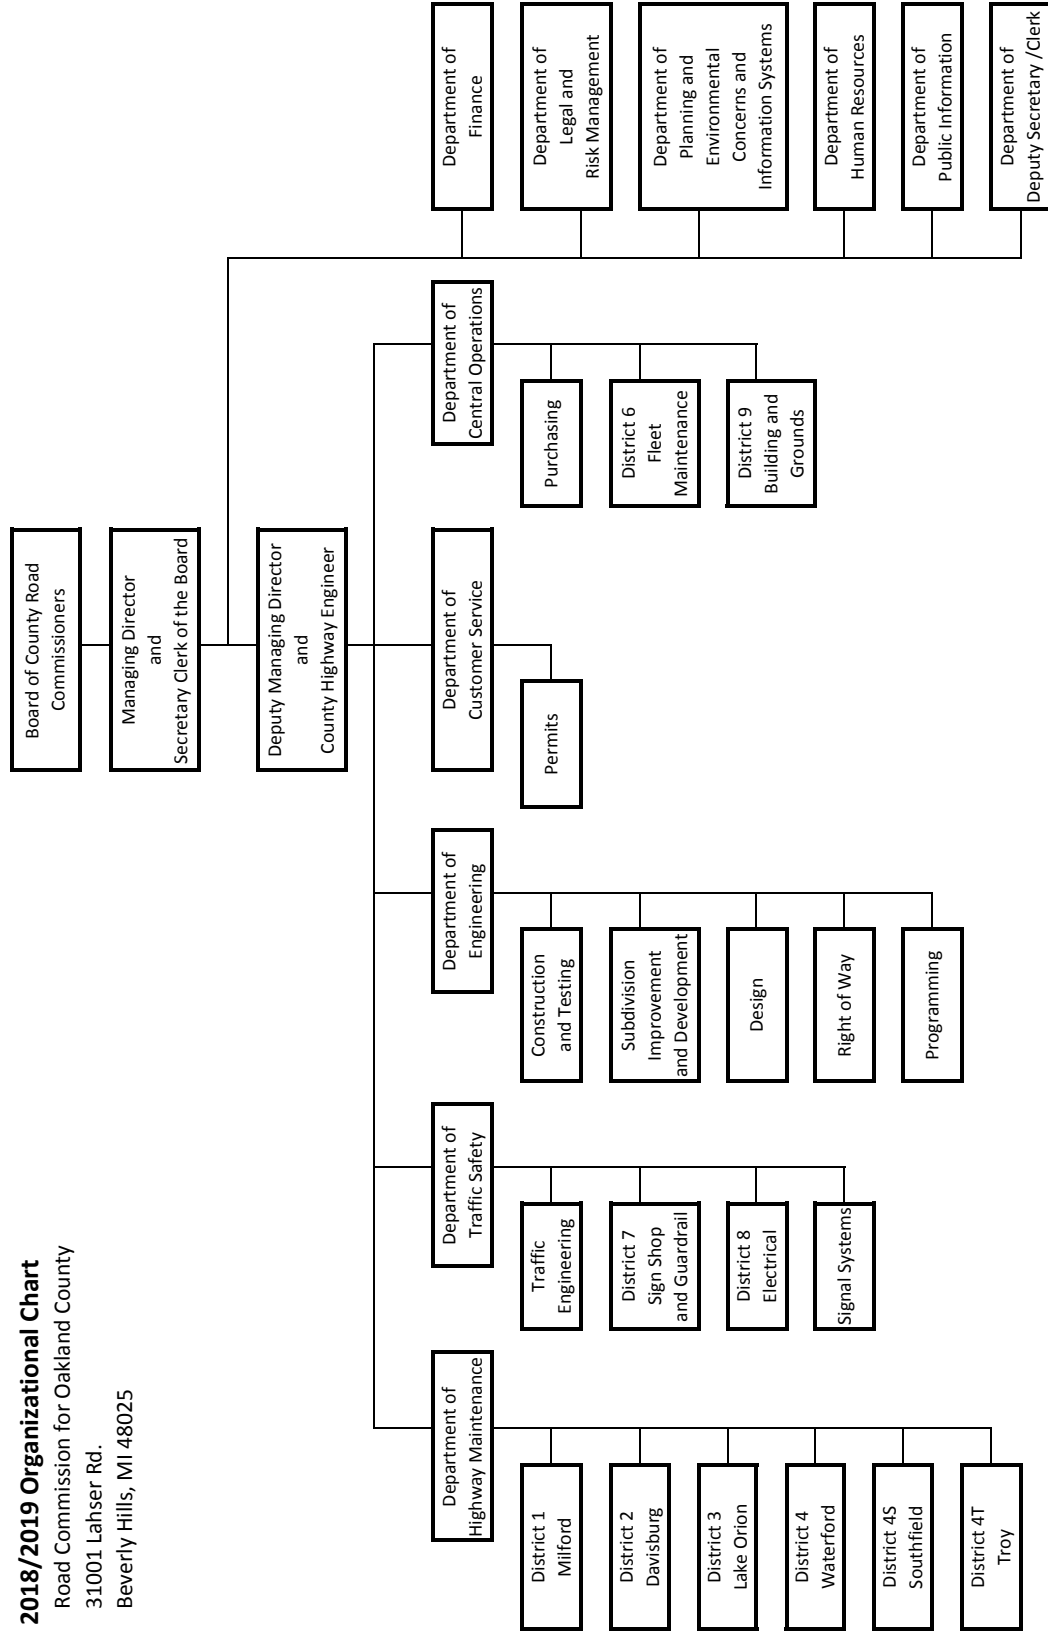 2018/2019 Organizational Chart
Road Commission for Oakland County
31001 Lahser Rd.
Beverly Hills, MI 48025
Board of County Road
Commissioners
Managing Director
and
Secretary Clerk of the Board
Deputy Managing Director
and
County Highway Engineer
Department of
Highway Maintenance
District 1
Milford
District 2
Davisburg
District 3
Lake Orion
District 4
Waterford
District 4S
Southfield
District 4T
Troy
Department of
Traffic Safety
Traffic
Engineering
District 7
Sign Shop
and Guardrail
District 8
Electrical
Signal Systems
Department of
Engineering
Construction
and Testing
Subdivision
Improvement
and Development
Design
Right of Way
Programming
Department of
Customer Service
Permits
Department of
Central Operations
Purchasing
District 6
Fleet
Maintenance
District 9
Building and
Grounds
Department of
Finance
Department of
Legal and
Risk Management
Department of
Planning and
Environmental
Concerns and
Information Systems
Department of
Human Resources
Department of
Public Information
Department of
Deputy Secretary /Clerk